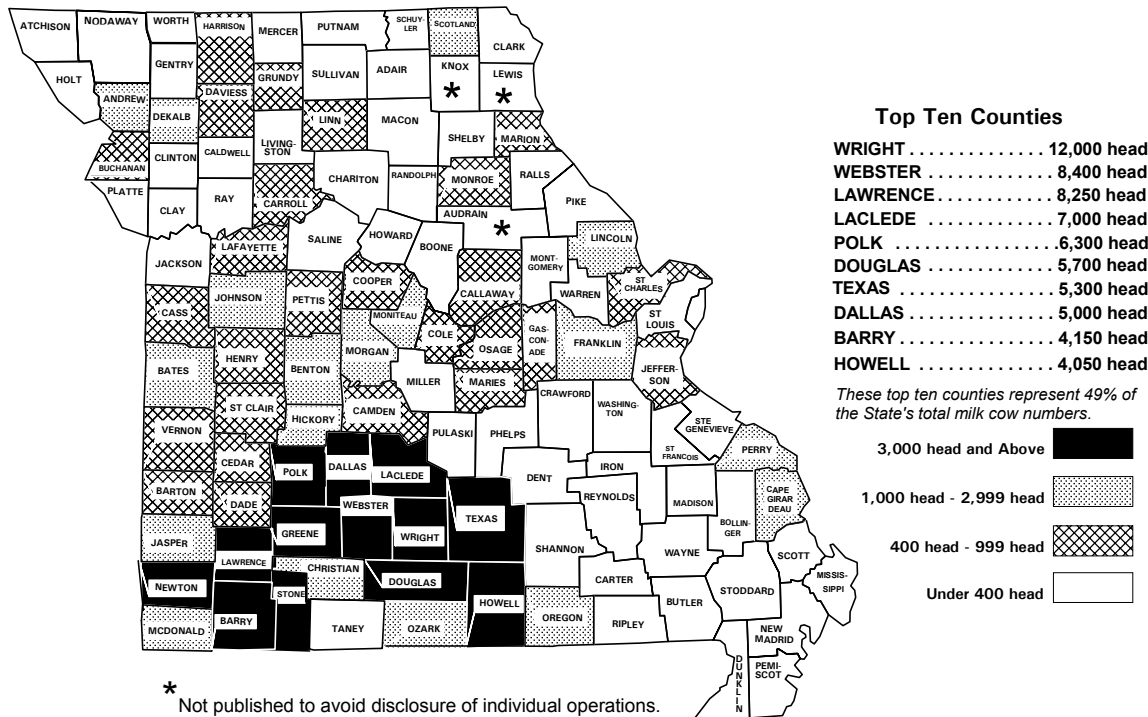 ATCHISON
NODAWAY
WORTH
HARRISON
MERCER
PUTNAM
SCHUY-
LER
SCOTLAND
CLARK
HOLT
GENTRY
GRUNDY
SULLIVAN
ADAIR
KNOX
*
LEWIS
*
ANDREW
DEKALB
DAVIESS
LINN
MACON
SHELBY
MARION
BUCHANAN
CLINTON
CALDWELL
LIVING-
STON
CHARITON
RANDOLPH
MONROE
RALLS
PLATTE
CLAY
RAY
CARROLL
AUDRAIN
*
PIKE
JACKSON
LAFAYETTE
SALINE
HOWARD
BOONE
CALLAWAY
MONT-
GOMERY
LINCOLN
WARREN
ST
CHARLES
ST
LOUIS
CASS
JOHNSON
PETTIS
COOPER
MONITEAU
COLE
OSAGE
GAS-
CON-
ADE
FRANKLIN
JEFFER-
SON
BATES
HENRY
BENTON
MORGAN
MILLER
MARIES
CRAWFORD
WASHING-
TON
STE
GENEVIEVE
ST
FRANCOIS
PERRY
VERNON
ST CLAIR
HICKORY
CAMDEN
PULASKI
PHELPS
DENT
IRON
REYNOLDS
MADISON
BOLLIN-
GER
CAPE
GIRAR
DEAU
CEDAR
POLK
DALLAS
LACLEDE
BARTON
DADE
WEBSTER
TEXAS
GREENE
WRIGHT
JASPER
LAWRENCE
CHRISTIAN
DOUGLAS
SHANNON
WAYNE
SCOTT
NEWTON
STONE
HOWELL
CARTER
BUTLER
STODDARD
MISSIS-
SIPPI
MCDONALD
BARRY
TANEY
OZARK
OREGON
RIPLEY
NEW
MADRID
DUNKLIN
PEMI-
SCOT
Top Ten Counties
WRIGHT . . . . . . . . . . . . . 12,000 head
WEBSTER . . . . . . . . . . . . 8,400 head
LAWRENCE. . . . . . . . . . . 8,250 head
LACLEDE . . . . . . . . . . . . 7,000 head
POLK . . . . . . . . . . . . . . .6,300 head
DOUGLAS . . . . . . . . . . . . 5,700 head
TEXAS . . . . . . . . . . . . . . 5,300 head
DALLAS . . . . . . . . . . . . . 5,000 head
BARRY . . . . . . . . . . . . . . 4,150 head
HOWELL . . . . . . . . . . . . . 4,050 head
These top ten counties represent 49% of
the State's total milk cow numbers.
3,000 head and Above
1,000 head - 2,999 head
400 head - 999 head
Under 400 head
*Not published to avoid disclosure of individual operations.